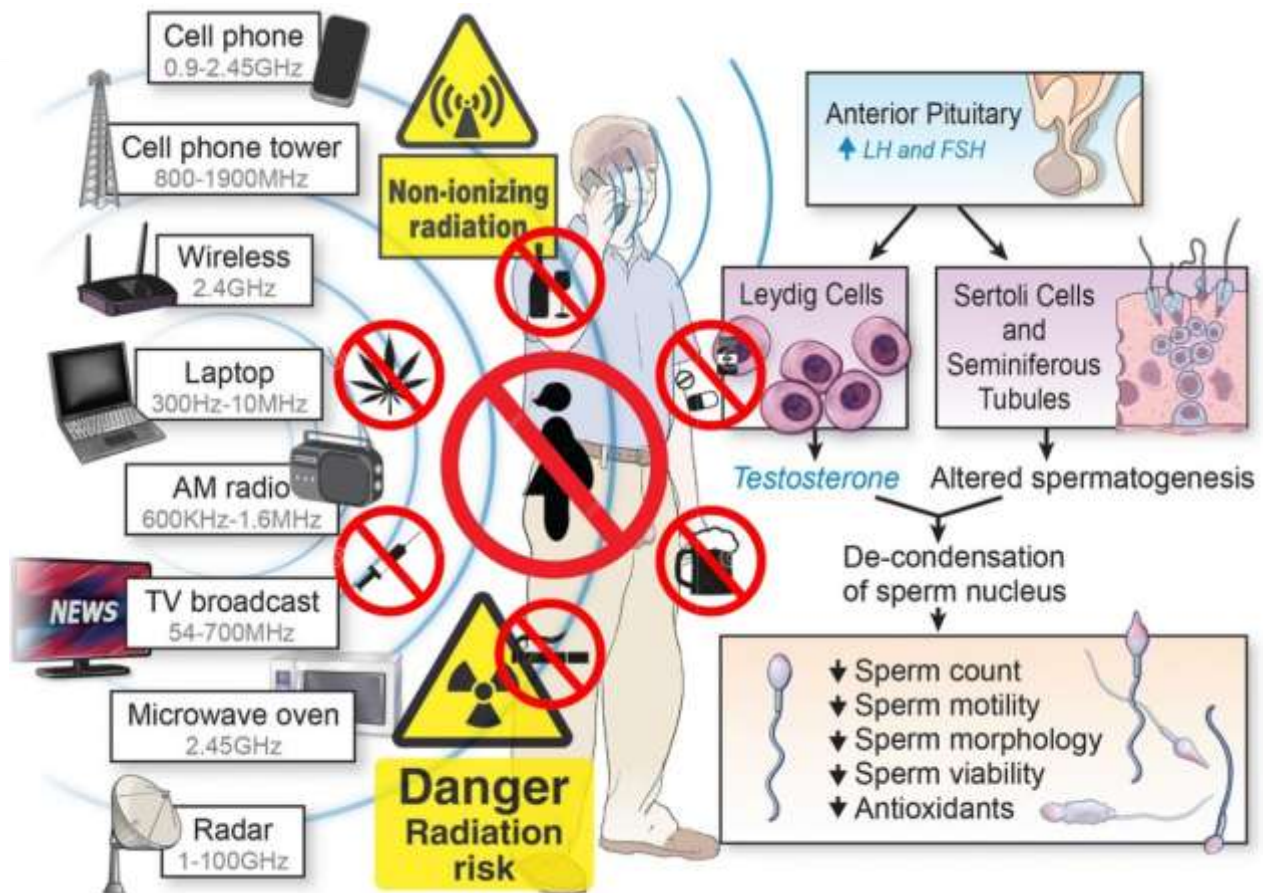 Cell phone
0.9-2.45GHz
Cell phone tower
800-1900MHz
Wireless
2.4GHz
Laptop
300Hz-10MHz
AM radio
600KHz-1.6MHz
NEWS
TV broadcast
54-700MHz
Microwave oven
2.45GHz
Radar
1-100GHz
Non-ionizing
radiation
Danger
Radiation
risk
Anterior Pituitary
LH and FSH
Leydig Cells
Sertoli Cells
and
Seminiferous
Tubules
Testosterone
Altered spermatogenesis
De-condensation
of sperm nucleus
Sperm count
Sperm motility
Sperm morphology
Sperm viability
Antioxidants